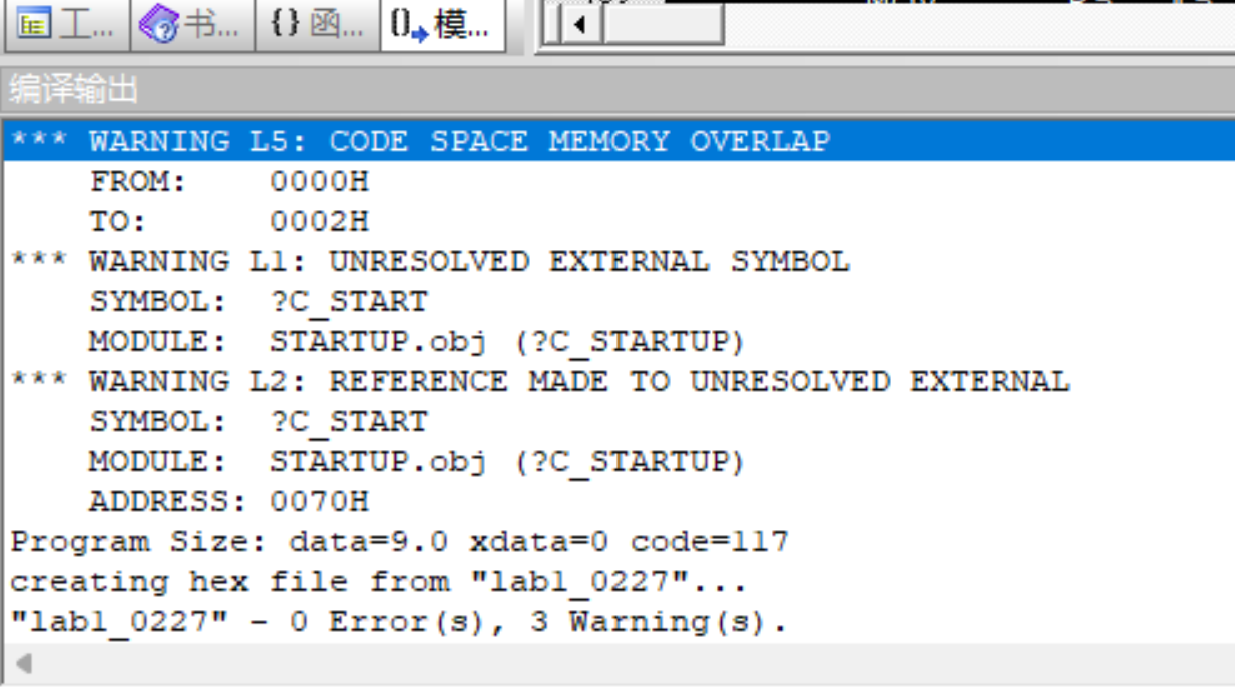 工... 书... {} 函... 0→模...
编译输出
*** WARNING L5: CODE SPACE MEMORY OVERLAP
FROM: 0000H
TO: 0002H
*** WARNING L1: UNRESOLVED EXTERNAL SYMBOL
SYMBOL: ?C_START
MODULE: STARTUP.obj (?C_STARTUP)
*** WARNING L2: REFERENCE MADE TO UNRESOLVED EXTERNAL
SYMBOL: ?C_START
MODULE: STARTUP.obj (?C_STARTUP)
ADDRESS: 0070H
Program Size: data=9.0 xdata=0 code=117
creating hex file from "lab1_0227"...
"lab1_0227" - 0 Error(s), 3 Warning(s).